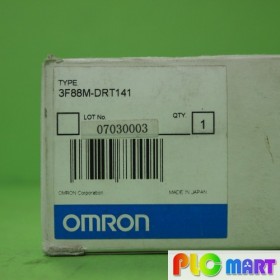 TYPE
3F88M-DRT141
LOT No.
07030003
QTY
1
OMRON Corporation
MADE IN JAPAN
OMRON
PLC MART